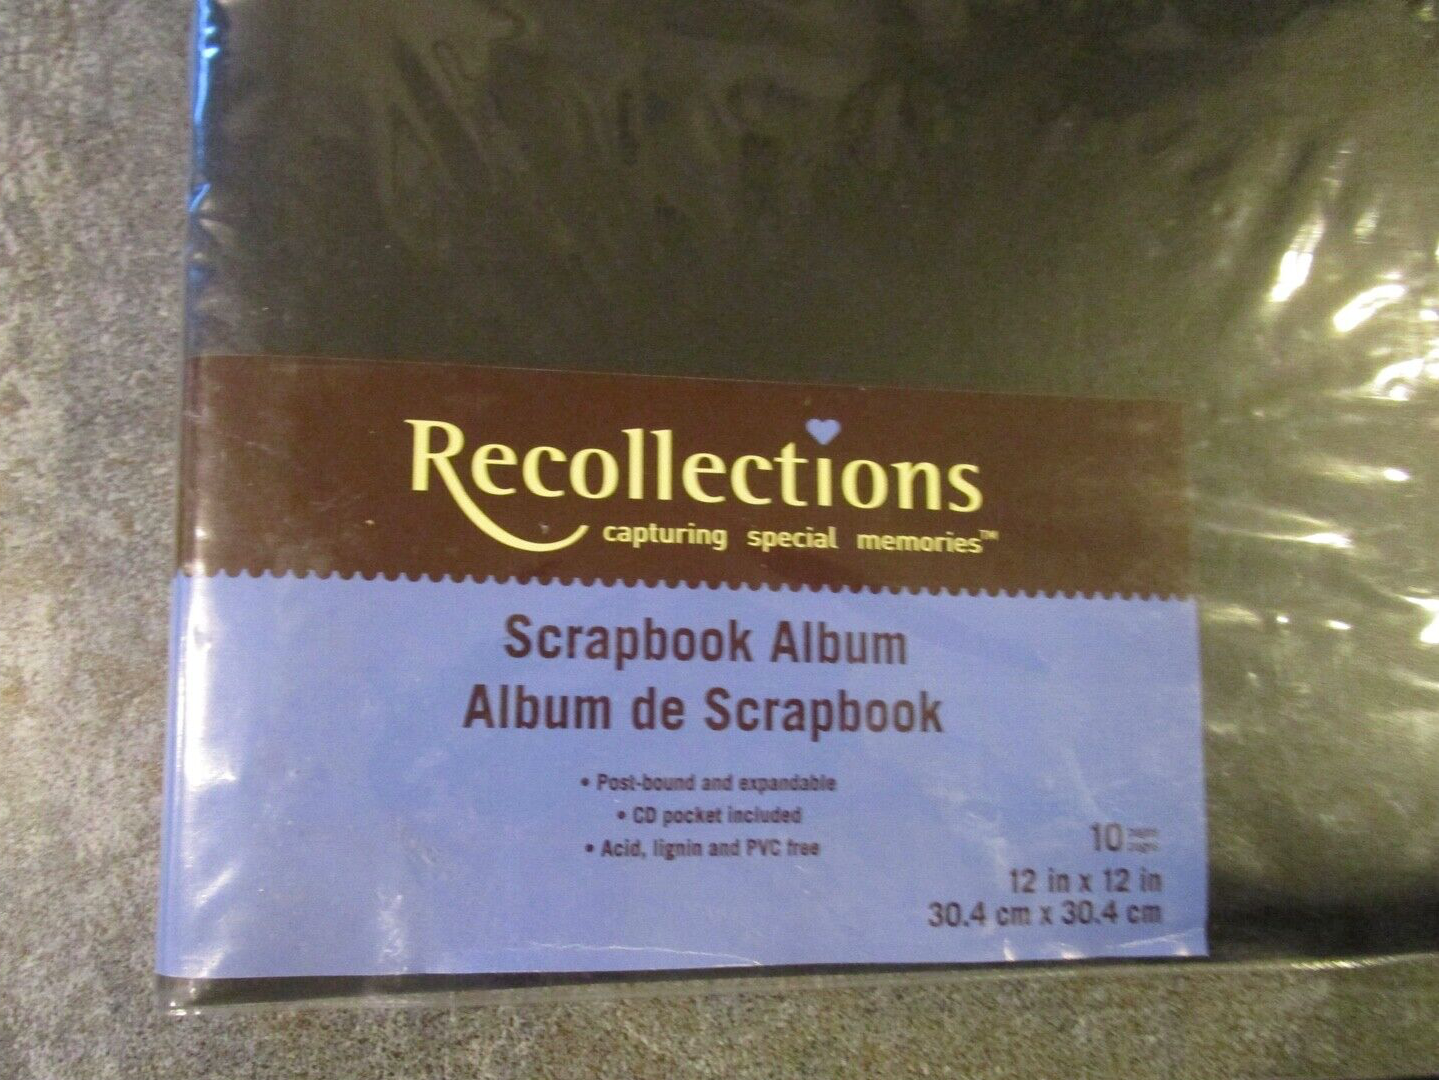 Recollections
capturing special memories™
Scrapbook Album
Album de Scrapbook
• Post-bound and expandable
• CD pocket included
• Acid, lignin and PVC free
10
12 in x 12 in
30.4 cm x 30.4 cm